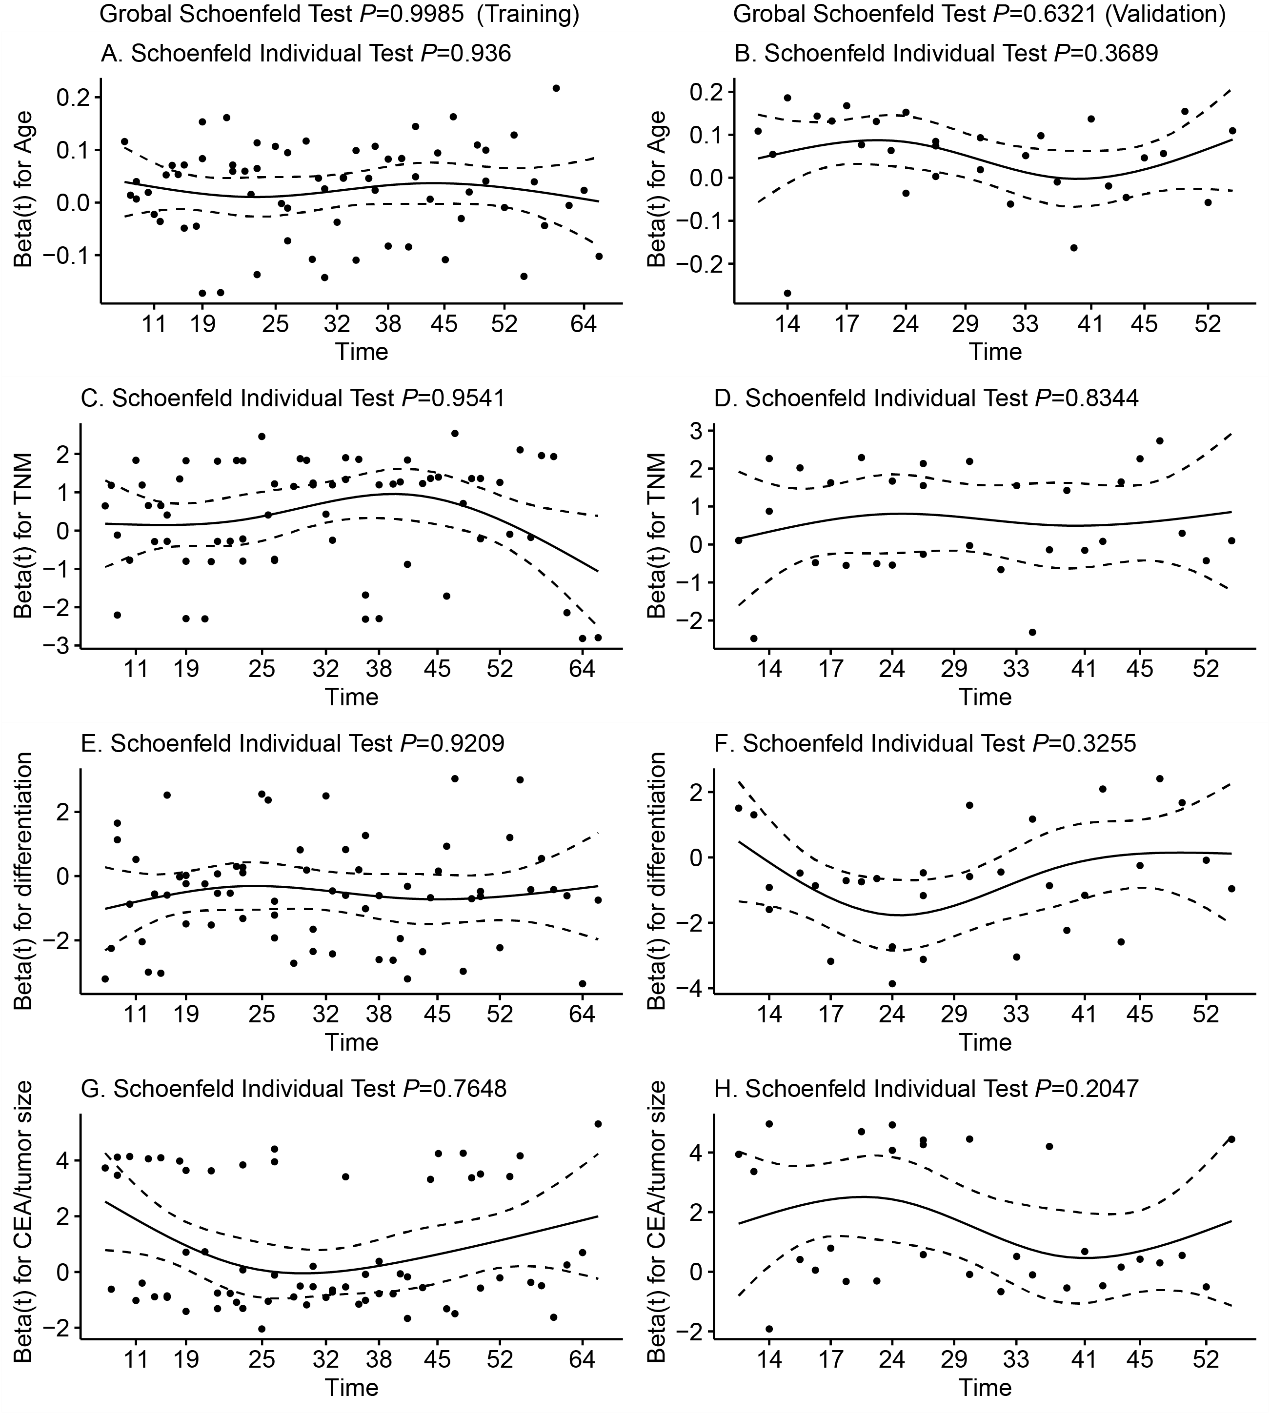 Grobal Schoenfeld Test P=0.9985 (Training)
Grobal Schoenfeld Test P=0.6321 (Validation)
A. Schoenfeld Individual Test P=0.936
Beta(t) for Age
0.2
0.1
0.0
−0.1
11 19 25 32 38 45 52 64
Time
B. Schoenfeld Individual Test P=0.3689
Beta(t) for Age
0.2
0.1
0.0
−0.1
−0.2
14 17 24 29 33 41 45 52
Time
C. Schoenfeld Individual Test P=0.9541
Beta(t) for TNM
2
1
0
−1
−2
−3
11 19 25 32 38 45 52 64
Time
D. Schoenfeld Individual Test P=0.8344
Beta(t) for TNM
3
2
1
0
−1
−2
14 17 24 29 33 41 45 52
Time
E. Schoenfeld Individual Test P=0.9209
Beta(t) for differentiation
2
0
−2
11 19 25 32 38 45 52 64
Time
F. Schoenfeld Individual Test P=0.3255
Beta(t) for differentiation
2
0
−2
−4
14 17 24 29 33 41 45 52
Time
G. Schoenfeld Individual Test P=0.7648
Beta(t) for CEA/tumor size
4
2
0
−2
11 19 25 32 38 45 52 64
Time
H. Schoenfeld Individual Test P=0.2047
Beta(t) for CEA/tumor size
4
2
0
−2
14 17 24 29 33 41 45 52
Time